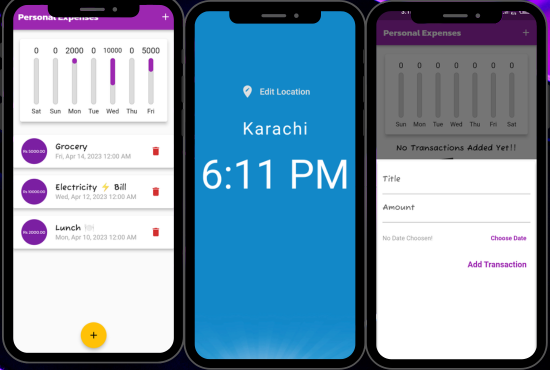 Personal Expenses +
0 0 2000 0 10000 0 5000
Sat Sun Mon Tue Wed Thu Fri
Rs 5000.00
Grocery
Fri, Apr 14, 2023 12:00 AM
Rs 10000.00
Electricity ⚡ Bill
Wed, Apr 12, 2023 12:00 AM
Rs 2000.00
Lunch 🍽
Mon, Apr 10, 2023 12:00 AM
+
Edit Location
Karachi
6:11 PM
Personal Expenses +
0 0 0 0 0 0 0
Sun Mon Tue Wed Thu Fri Sat
No Transactions Added Yet!!
Title
Amount
No Date Choosen!
Choose Date
Add Transaction